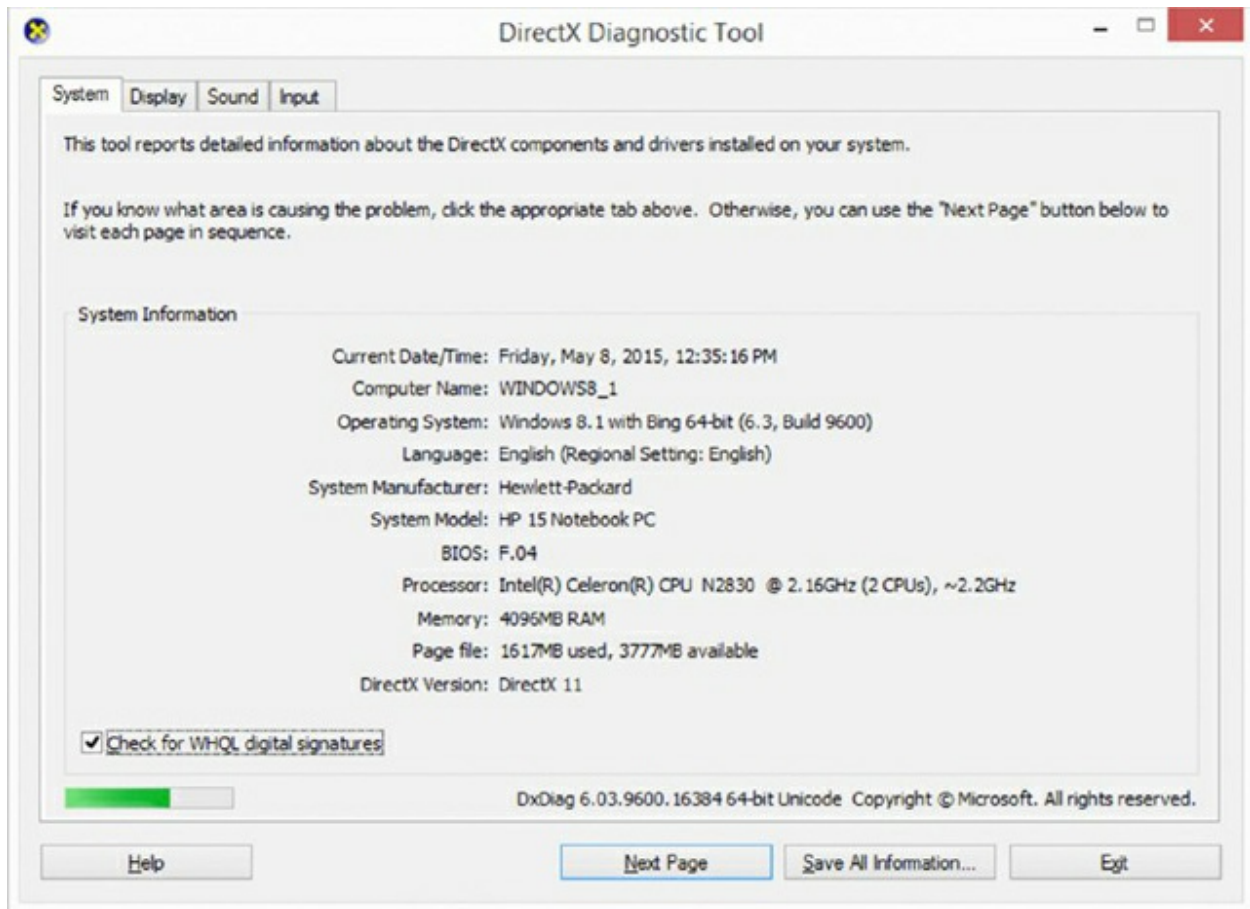 DirectX Diagnostic Tool
System Display Sound Input
This tool reports detailed information about the DirectX components and drivers installed on your system.
If you know what area is causing the problem, click the appropriate tab above. Otherwise, you can use the "Next Page" button below to
visit each page in sequence.
System Information
Current Date/Time: Friday, May 8, 2015, 12:35:16 PM
Computer Name: WINDOWS8_1
Operating System: Windows 8.1 with Bing 64-bit (6.3, Build 9600)
Language: English (Regional Setting: English)
System Manufacturer: Hewlett-Packard
System Model: HP 15 Notebook PC
BIOS: F.04
Processor: Intel(R) Celeron(R) CPU N2830 @ 2.16GHz (2 CPUs), ~2.2GHz
Memory: 4096MB RAM
Page file: 1617MB used, 3777MB available
DirectX Version: DirectX 11
Check for WHQL digital signatures
DxDiag 6.03.9600.16384 64-bit Unicode Copyright © Microsoft. All rights reserved.
Help Next Page Save All Information... Exit